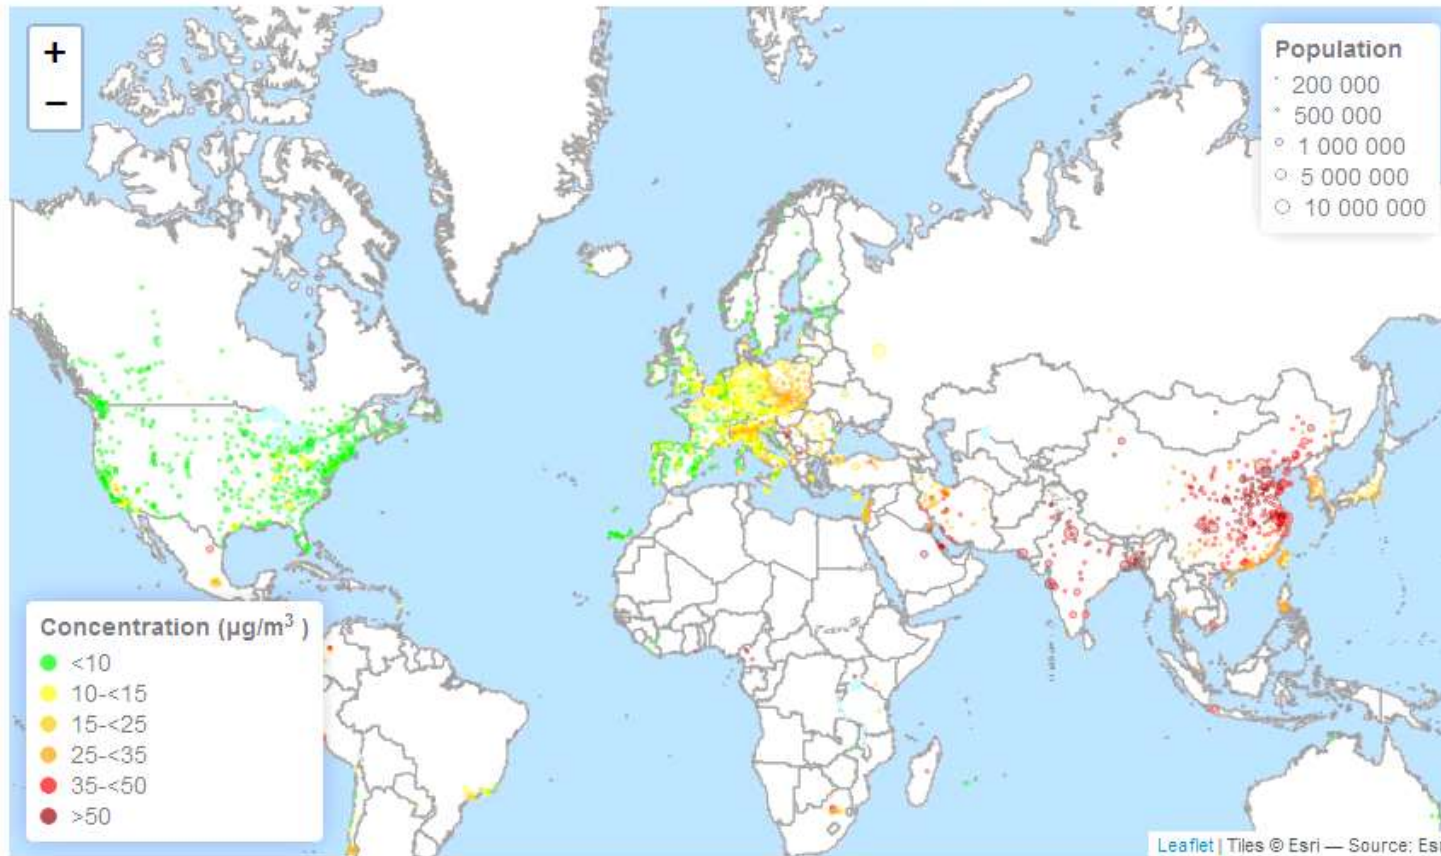 +
−
Population
200 000
500 000
1 000 000
5 000 000
10 000 000
Concentration (µg/m³ )
<10
10-<15
15-<25
25-<35
35-<50
>50
Leaflet | Tiles © Esri — Source: Esri